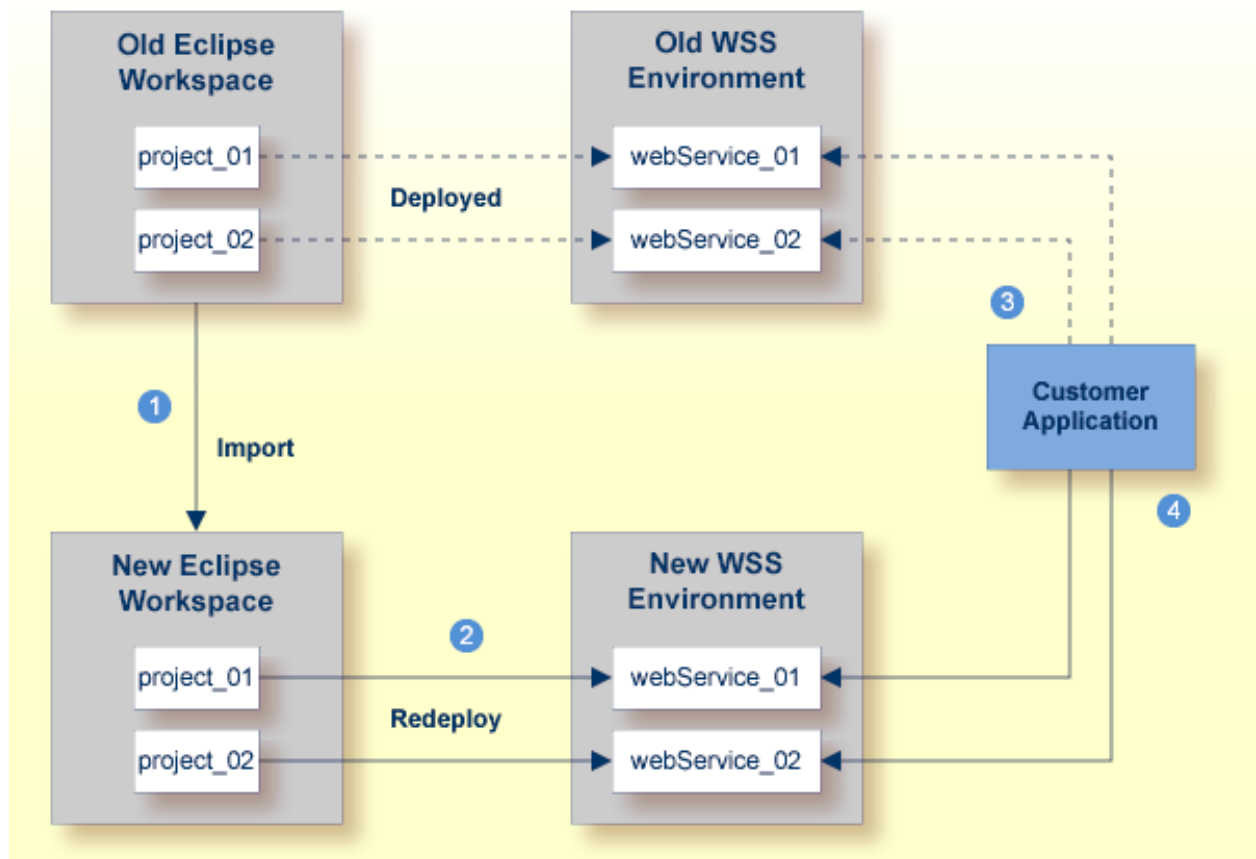 Old Eclipse
Workspace
project_01
project_02
Deployed
Old WSS
Environment
webService_01
webService_02
3
Customer
Application
4
1
Import
New Eclipse
Workspace
project_01
project_02
2
Redeploy
New WSS
Environment
webService_01
webService_02